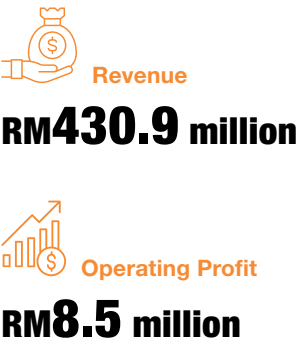 $
Revenue
RM430.9 million
$
Operating Profit
RM8.5 million